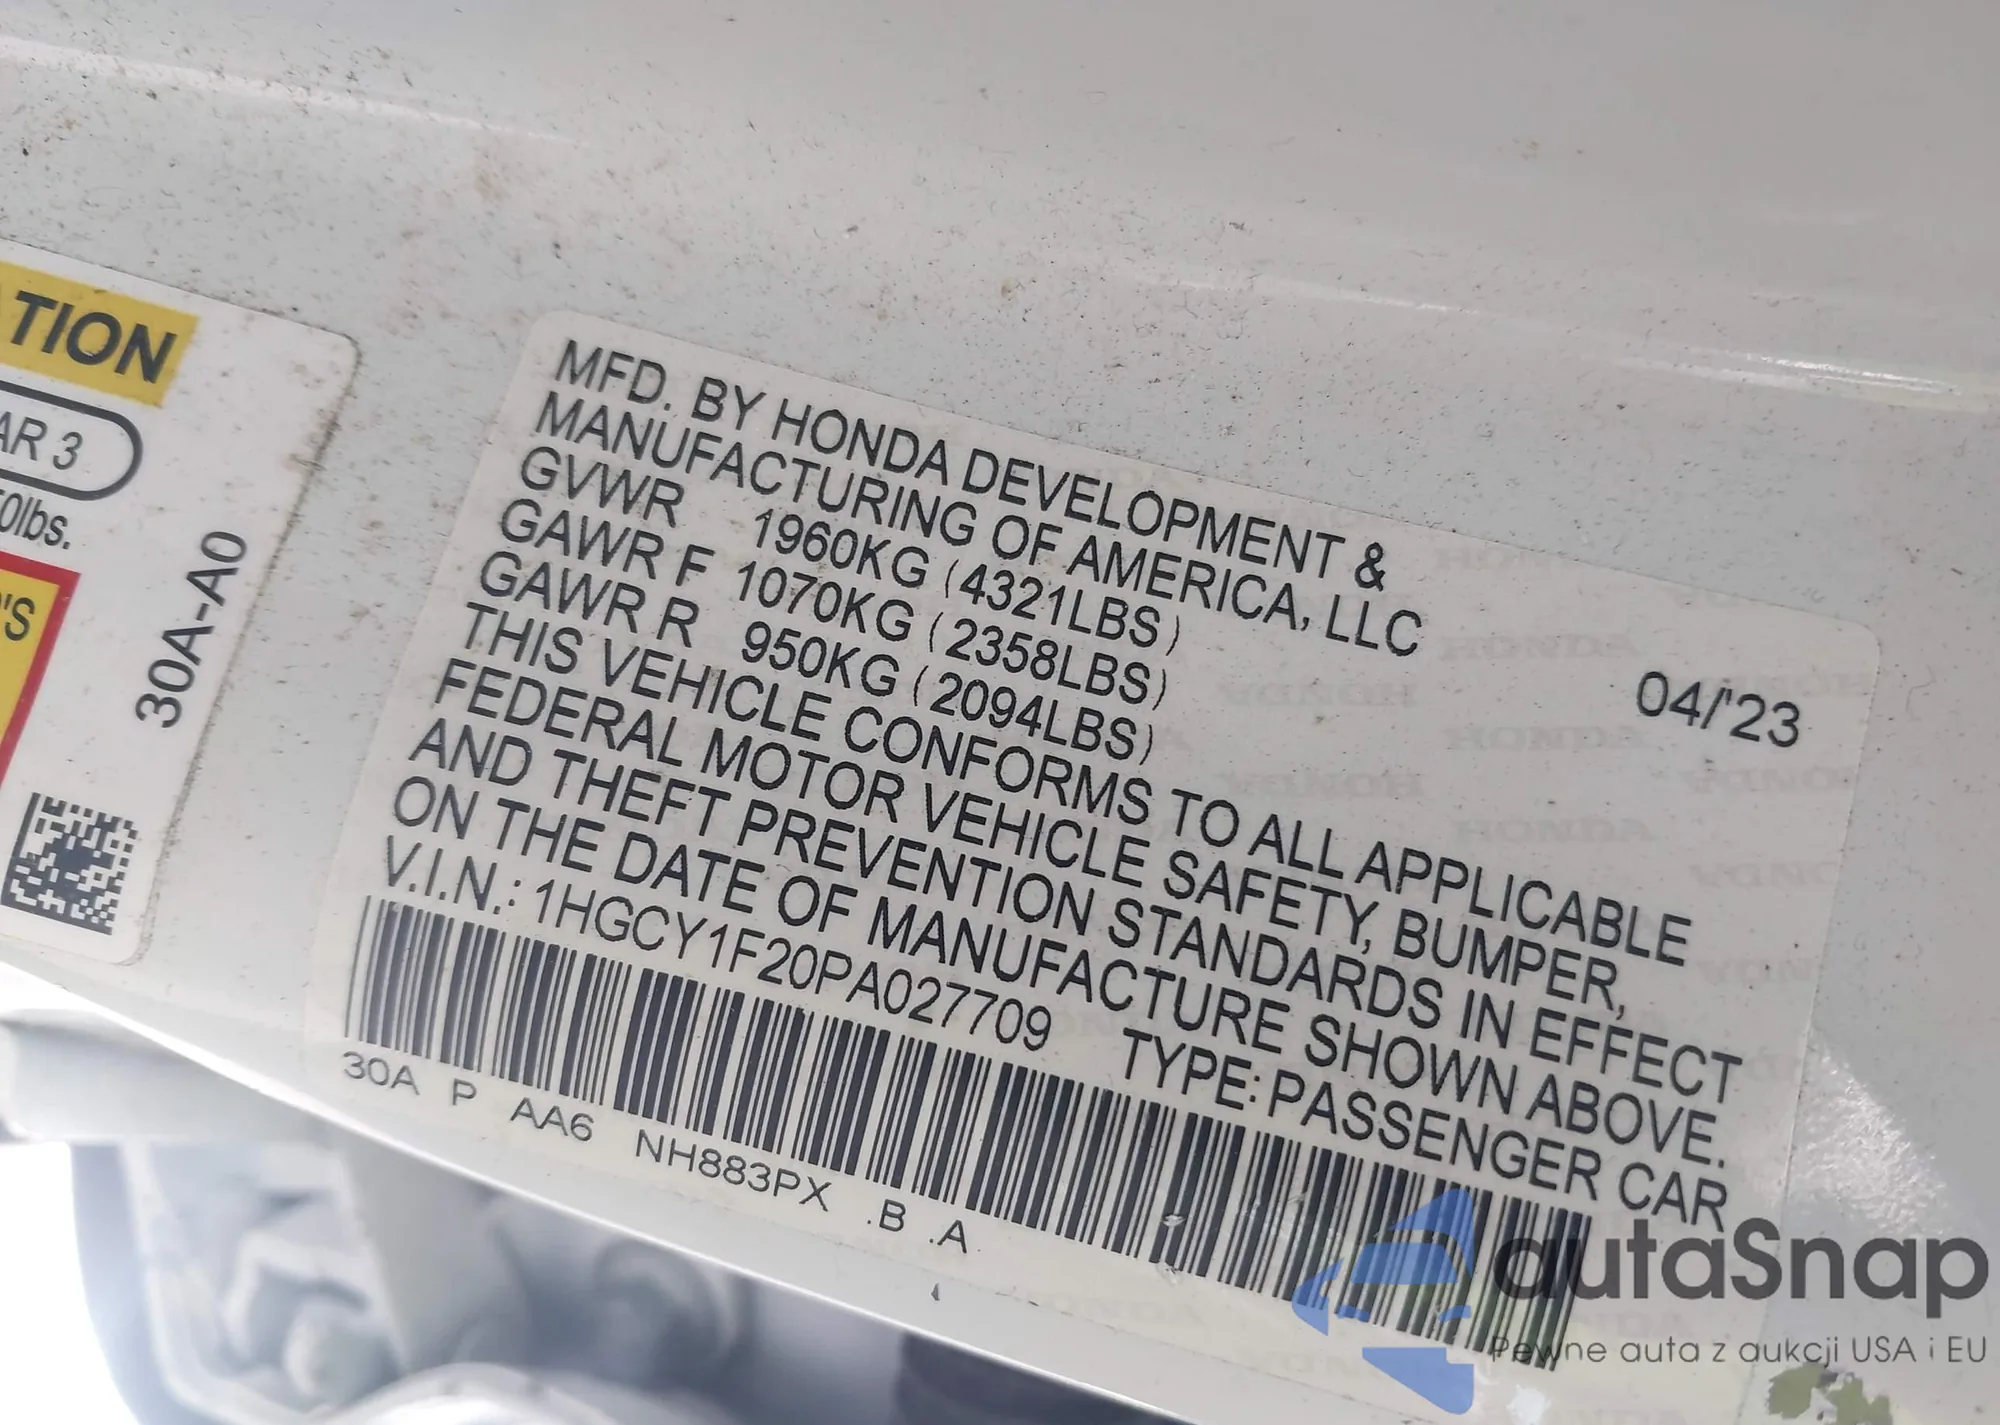 TION
AR 3
0lbs.
'S
30A-A0
MFD. BY HONDA DEVELOPMENT &
MANUFACTURING OF AMERICA, LLC
GVWR 1960KG (4321LBS)
GAWR F 1070KG (2358LBS)
GAWR R 950KG (2094LBS)
04/'23
THIS VEHICLE CONFORMS TO ALL APPLICABLE
FEDERAL MOTOR VEHICLE SAFETY, BUMPER,
AND THEFT PREVENTION STANDARDS IN EFFECT
ON THE DATE OF MANUFACTURE SHOWN ABOVE.
V.I.N.: 1HGCY1F20PA027709 TYPE: PASSENGER CAR
30A P AA6 NH883PX .B .A
autaSnap
Pewne auta z aukcji USA i EU